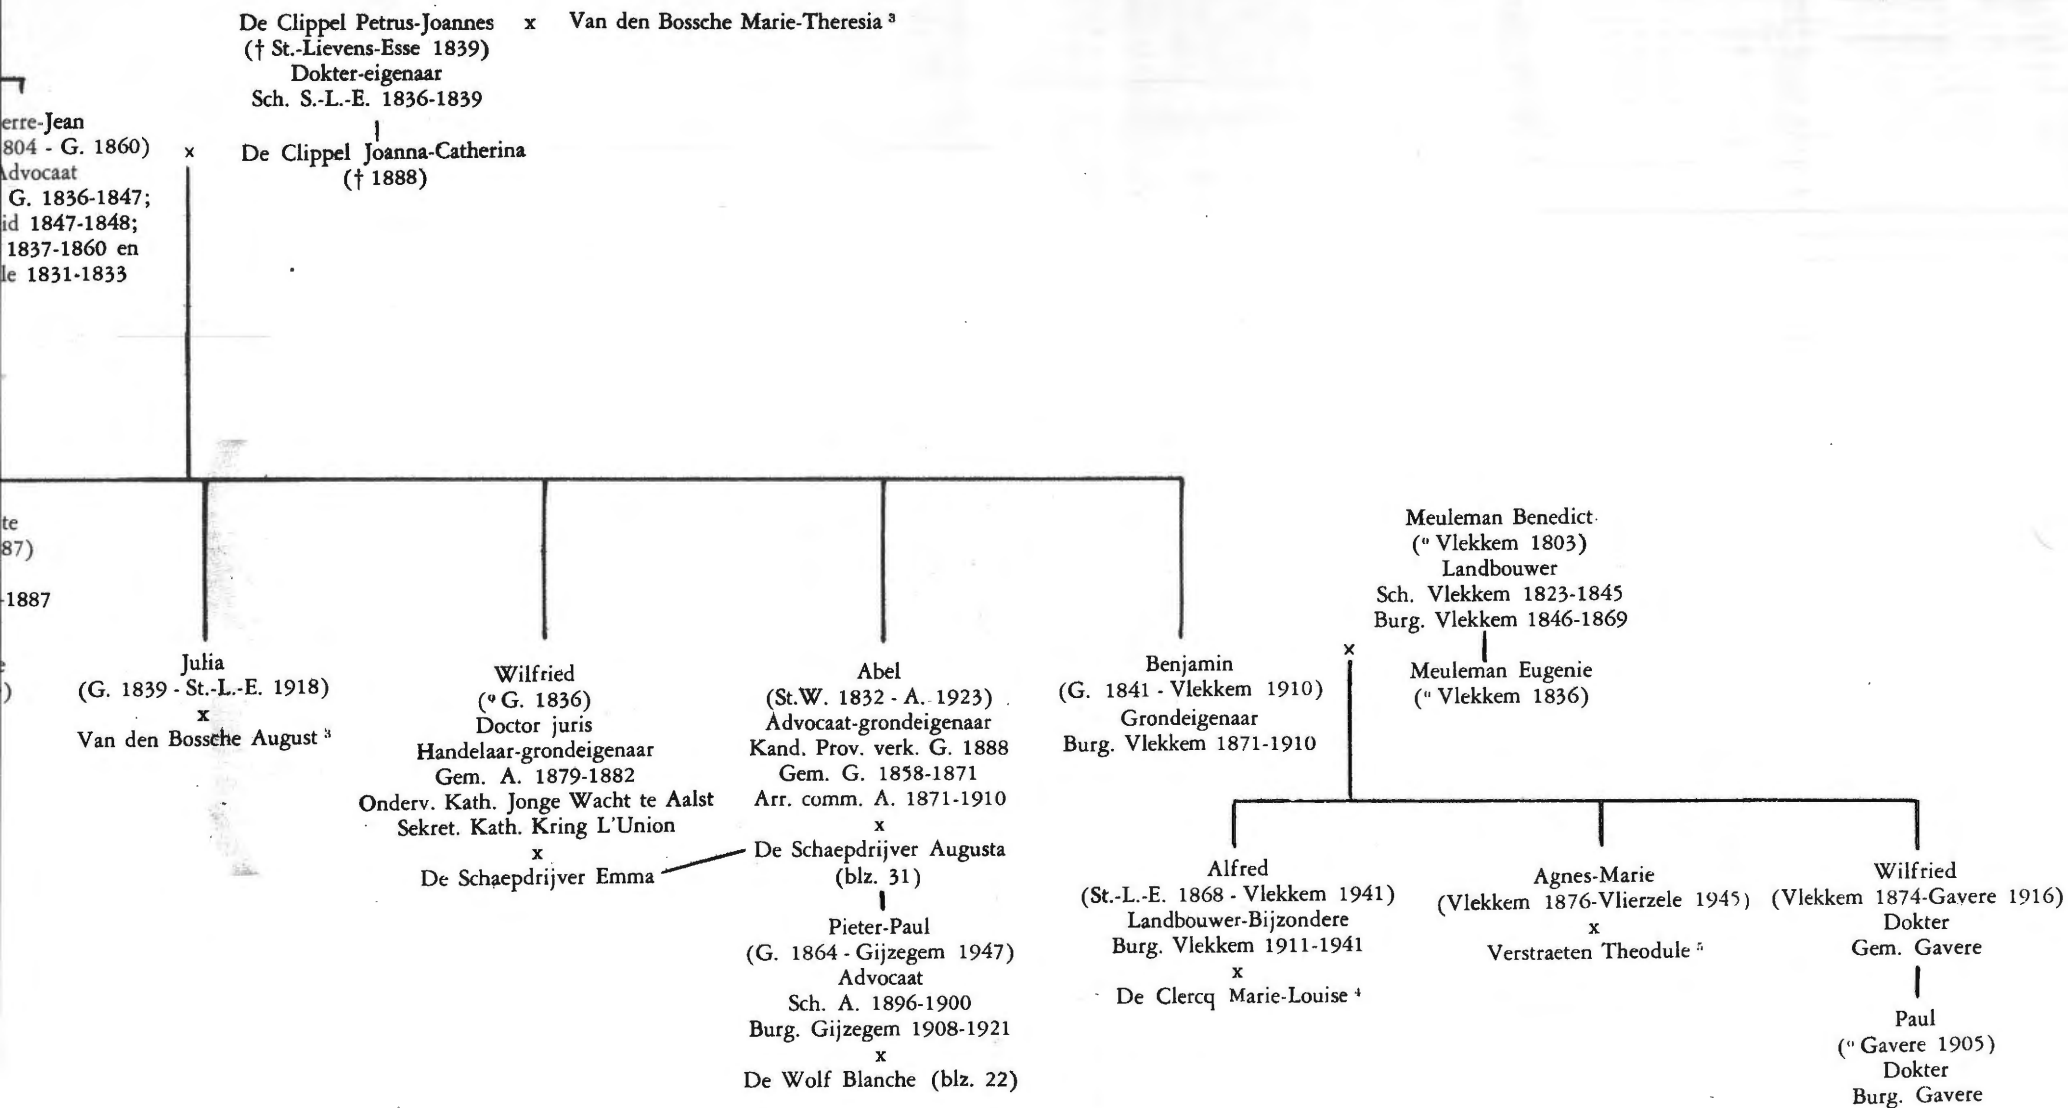 De Clippel Petrus-Joannes x Van den Bossche Marie-Theresia ³
(† St.-Lievens-Esse 1839)
Dokter-eigenaar
Sch. S.-L.-E. 1836-1839
erre-Jean
804 - G. 1860)
x
De Clippel Joanna-Catherina
(† 1888)
Advocaat
G. 1836-1847;
id 1847-1848;
1837-1860 en
le 1831-1833
te
87)
-1887
)
Julia
(G. 1839 - St.-L.-E. 1918)
x
Van den Bossche August ³
Wilfried
(° G. 1836)
Doctor juris
Handelaar-grondeigenaar
Gem. A. 1879-1882
Onderv. Kath. Jonge Wacht te Aalst
Sekret. Kath. Kring L'Union
x
De Schaepdrijver Emma
Abel
(St.W. 1832 - A. 1923)
Advocaat-grondeigenaar
Kand. Prov. verk. G. 1888
Gem. G. 1858-1871
Arr. comm. A. 1871-1910
x
De Schaepdrijver Augusta
(blz. 31)
Pieter-Paul
(G. 1864 - Gijzegem 1947)
Advocaat
Sch. A. 1896-1900
Burg. Gijzegem 1908-1921
x
De Wolf Blanche (blz. 22)
Benjamin
(G. 1841 - Vlekkem 1910)
Grondeigenaar
Burg. Vlekkem 1871-1910
x
Meuleman Benedict
(° Vlekkem 1803)
Landbouwer
Sch. Vlekkem 1823-1845
Burg. Vlekkem 1846-1869
Meuleman Eugenie
(° Vlekkem 1836)
Alfred
(St.-L.-E. 1868 - Vlekkem 1941)
Landbouwer-Bijzondere
Burg. Vlekkem 1911-1941
x
De Clercq Marie-Louise ⁴
Agnes-Marie
(Vlekkem 1876-Vlierzele 1945)
x
Verstraeten Theodule ⁵
Wilfried
(Vlekkem 1874-Gavere 1916)
Dokter
Gem. Gavere
Paul
(° Gavere 1905)
Dokter
Burg. Gavere